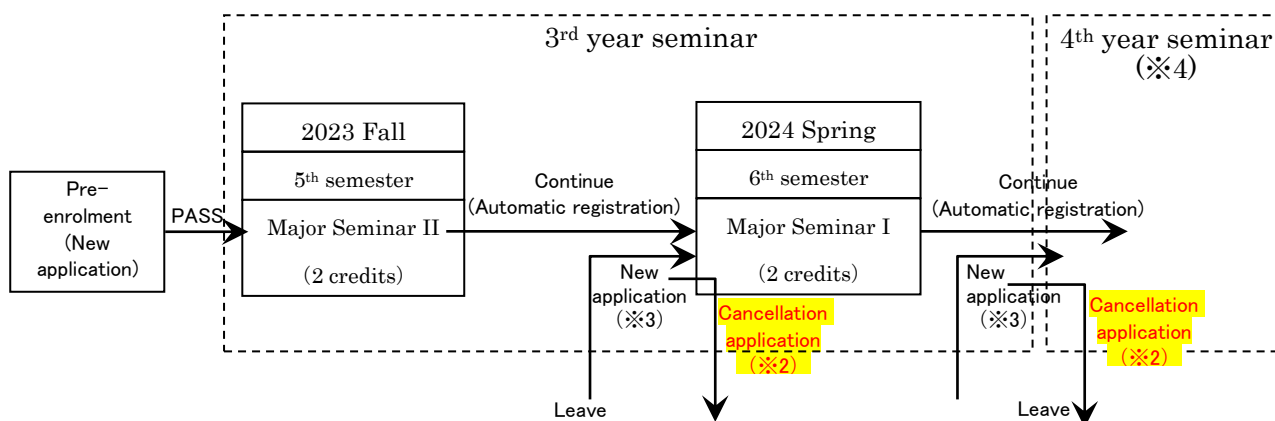 3rd year seminar
4th year seminar
(※4)
2023 Fall
5th semester
Major Seminar II
(2 credits)
2024 Spring
6th semester
Major Seminar I
(2 credits)
Pre-
enrolment
(New
application)
PASS
Continue
(Automatic registration)
Continue
(Automatic registration)
New
application
(※3)
Cancellation
application
(※2)
New
application
(※3)
Cancellation
application
(※2)
Leave
Leave